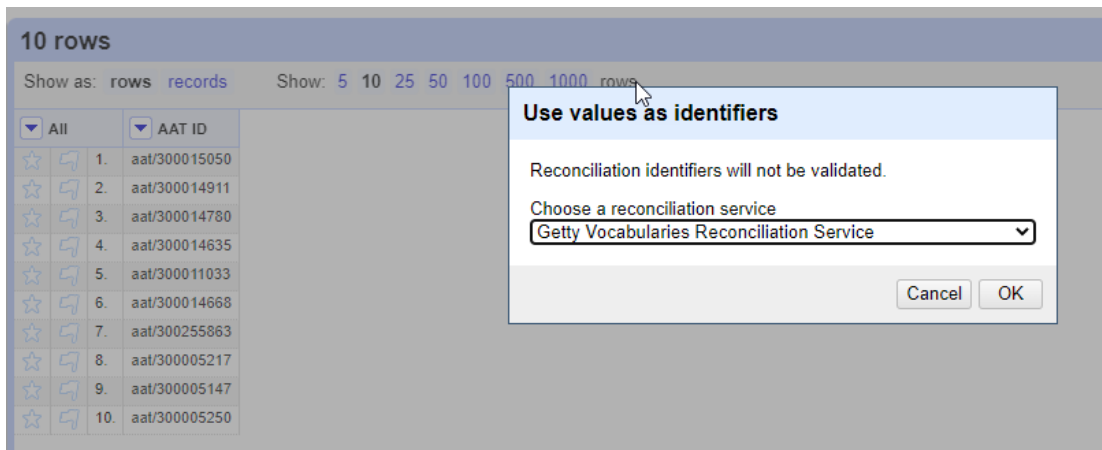 10 rows
Show as: rows records Show: 5 10 25 50 100 500 1000 rows
All AAT ID
1. aat/300015050
2. aat/300014911
3. aat/300014780
4. aat/300014635
5. aat/300011033
6. aat/300014668
7. aat/300255863
8. aat/300005217
9. aat/300005147
10. aat/300005250
Use values as identifiers
Reconciliation identifiers will not be validated.
Choose a reconciliation service
Getty Vocabularies Reconciliation Service
Cancel OK